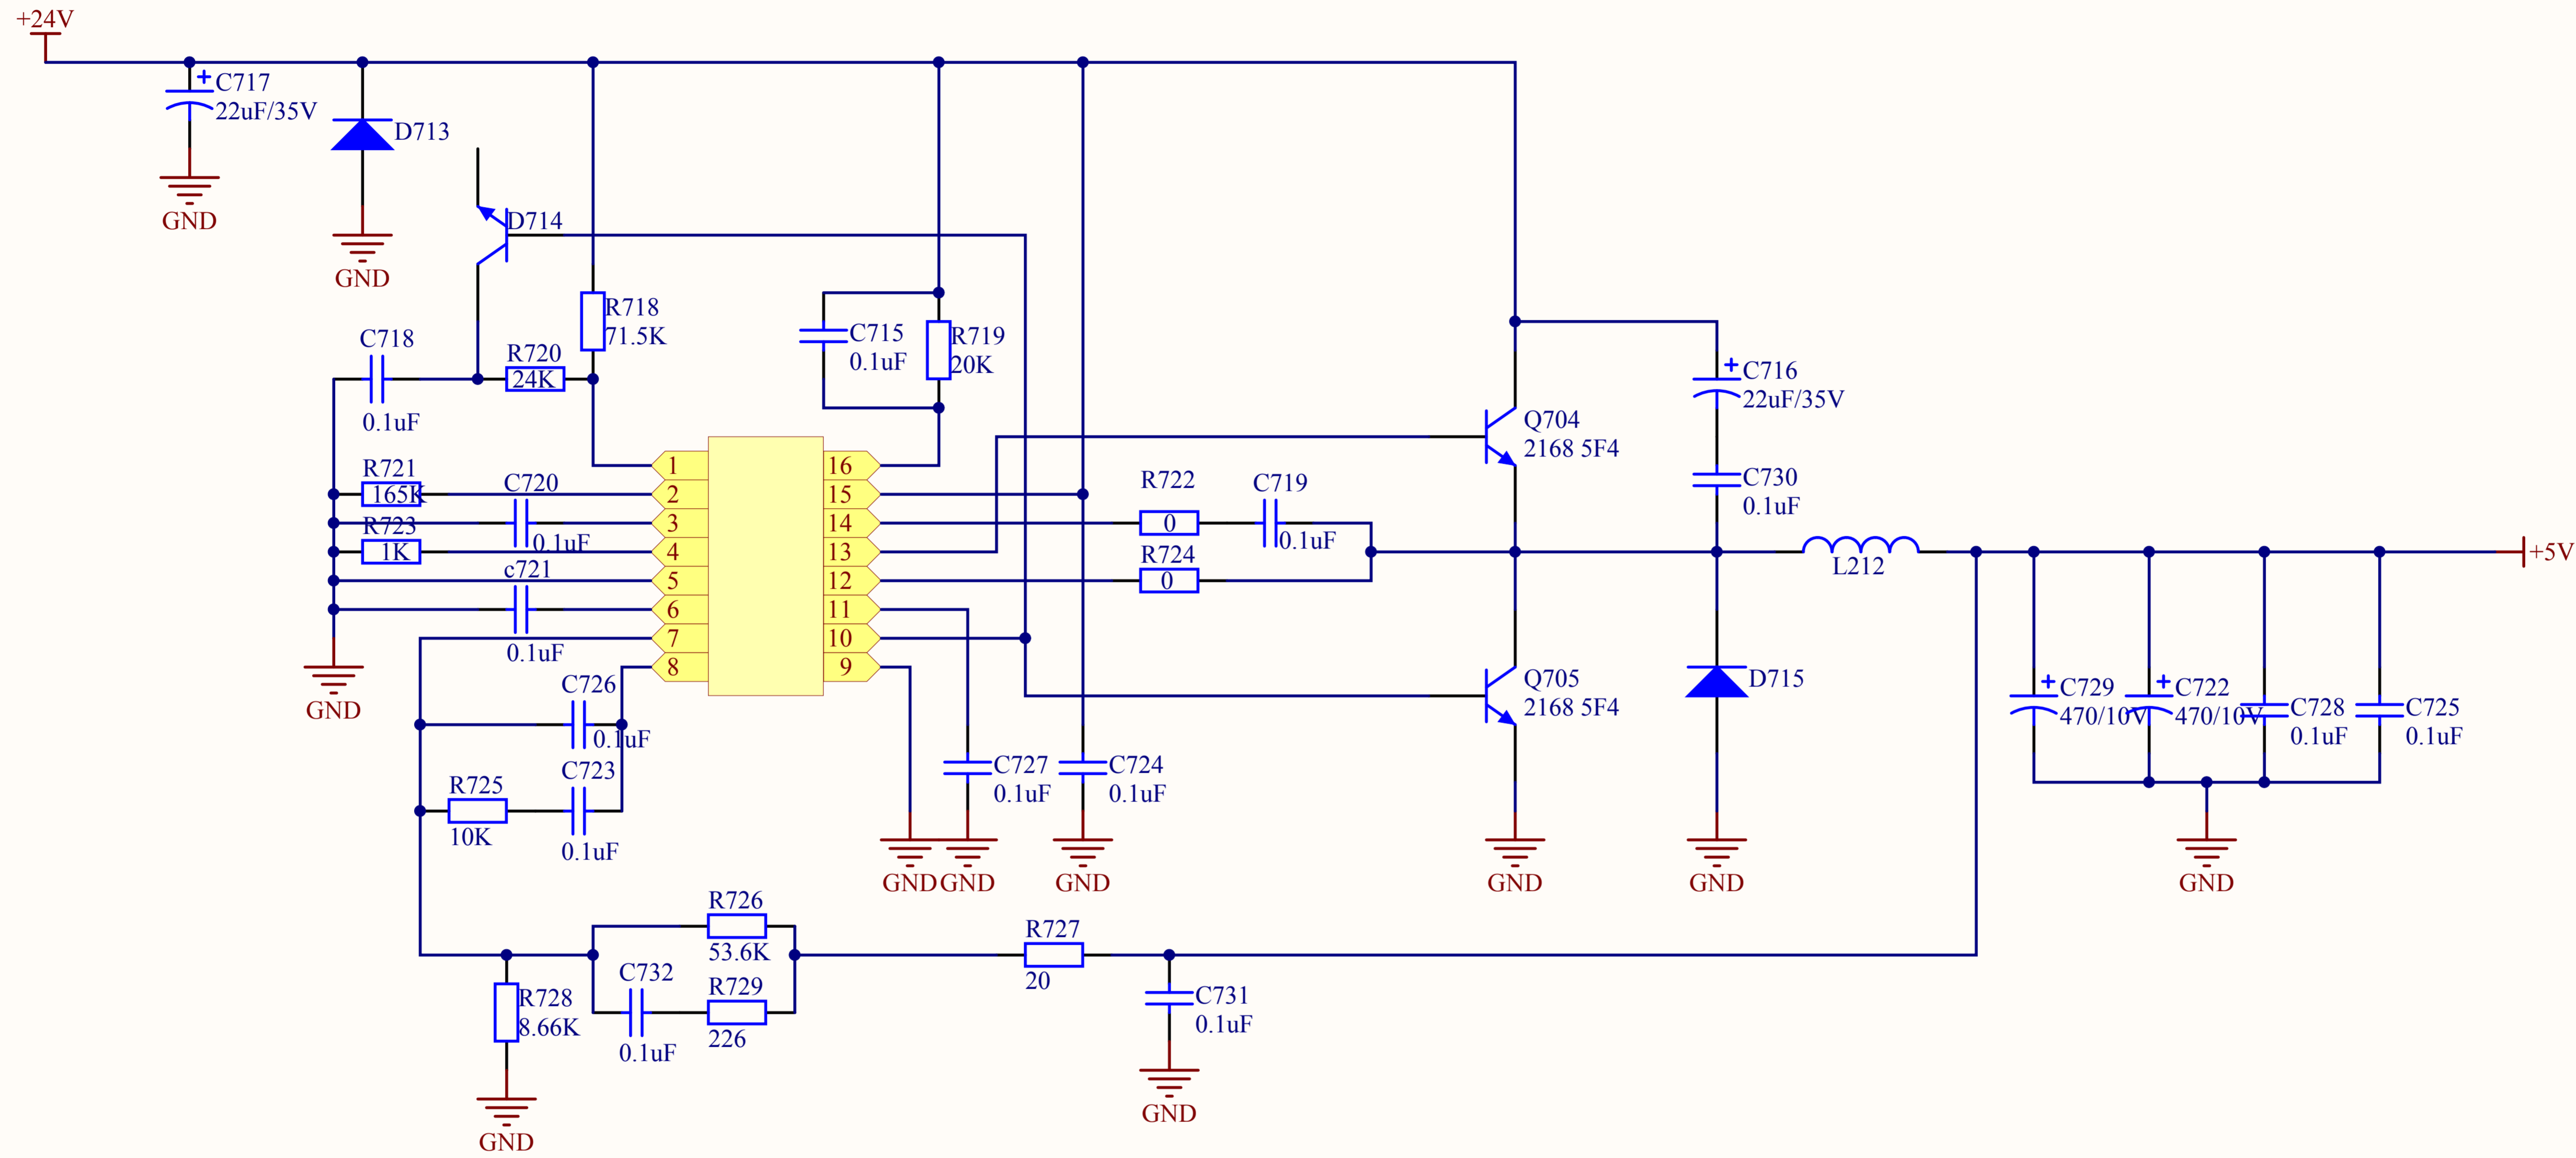 +24V
C717
22uF/35V
GND
D713
GND
D714
R718
71.5K
C718
0.1uF
R720
24K
C715
0.1uF
R719
20K
R721
165K
C720
0.1uF
R723
1K
c721
0.1uF
GND
1
2
3
4
5
6
7
8
16
15
14
13
12
11
10
9
C726
0.1uF
C723
0.1uF
R725
10K
R722
0
C719
0.1uF
R724
0
Q704
2168 5F4
C716
22uF/35V
C730
0.1uF
L212
+5V
Q705
2168 5F4
D715
C729
470/10V
C722
470/10V
C728
0.1uF
C725
0.1uF
C727
0.1uF
C724
0.1uF
GND
GND
GND
GND
GND
GND
R726
53.6K
C732
0.1uF
R729
226
R727
20
R728
8.66K
GND
C731
0.1uF
GND